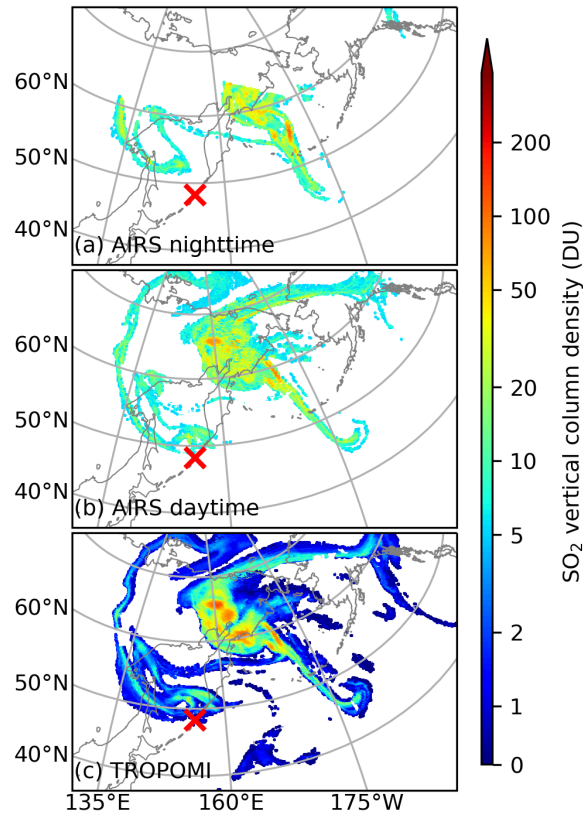 60°N
50°N
40°N
(a) AIRS nighttime
60°N
50°N
40°N
(b) AIRS daytime
60°N
50°N
40°N
(c) TROPOMI
135°E 160°E 175°W
200
100
50
20
10
5
2
1
0
SO₂ vertical column density (DU)